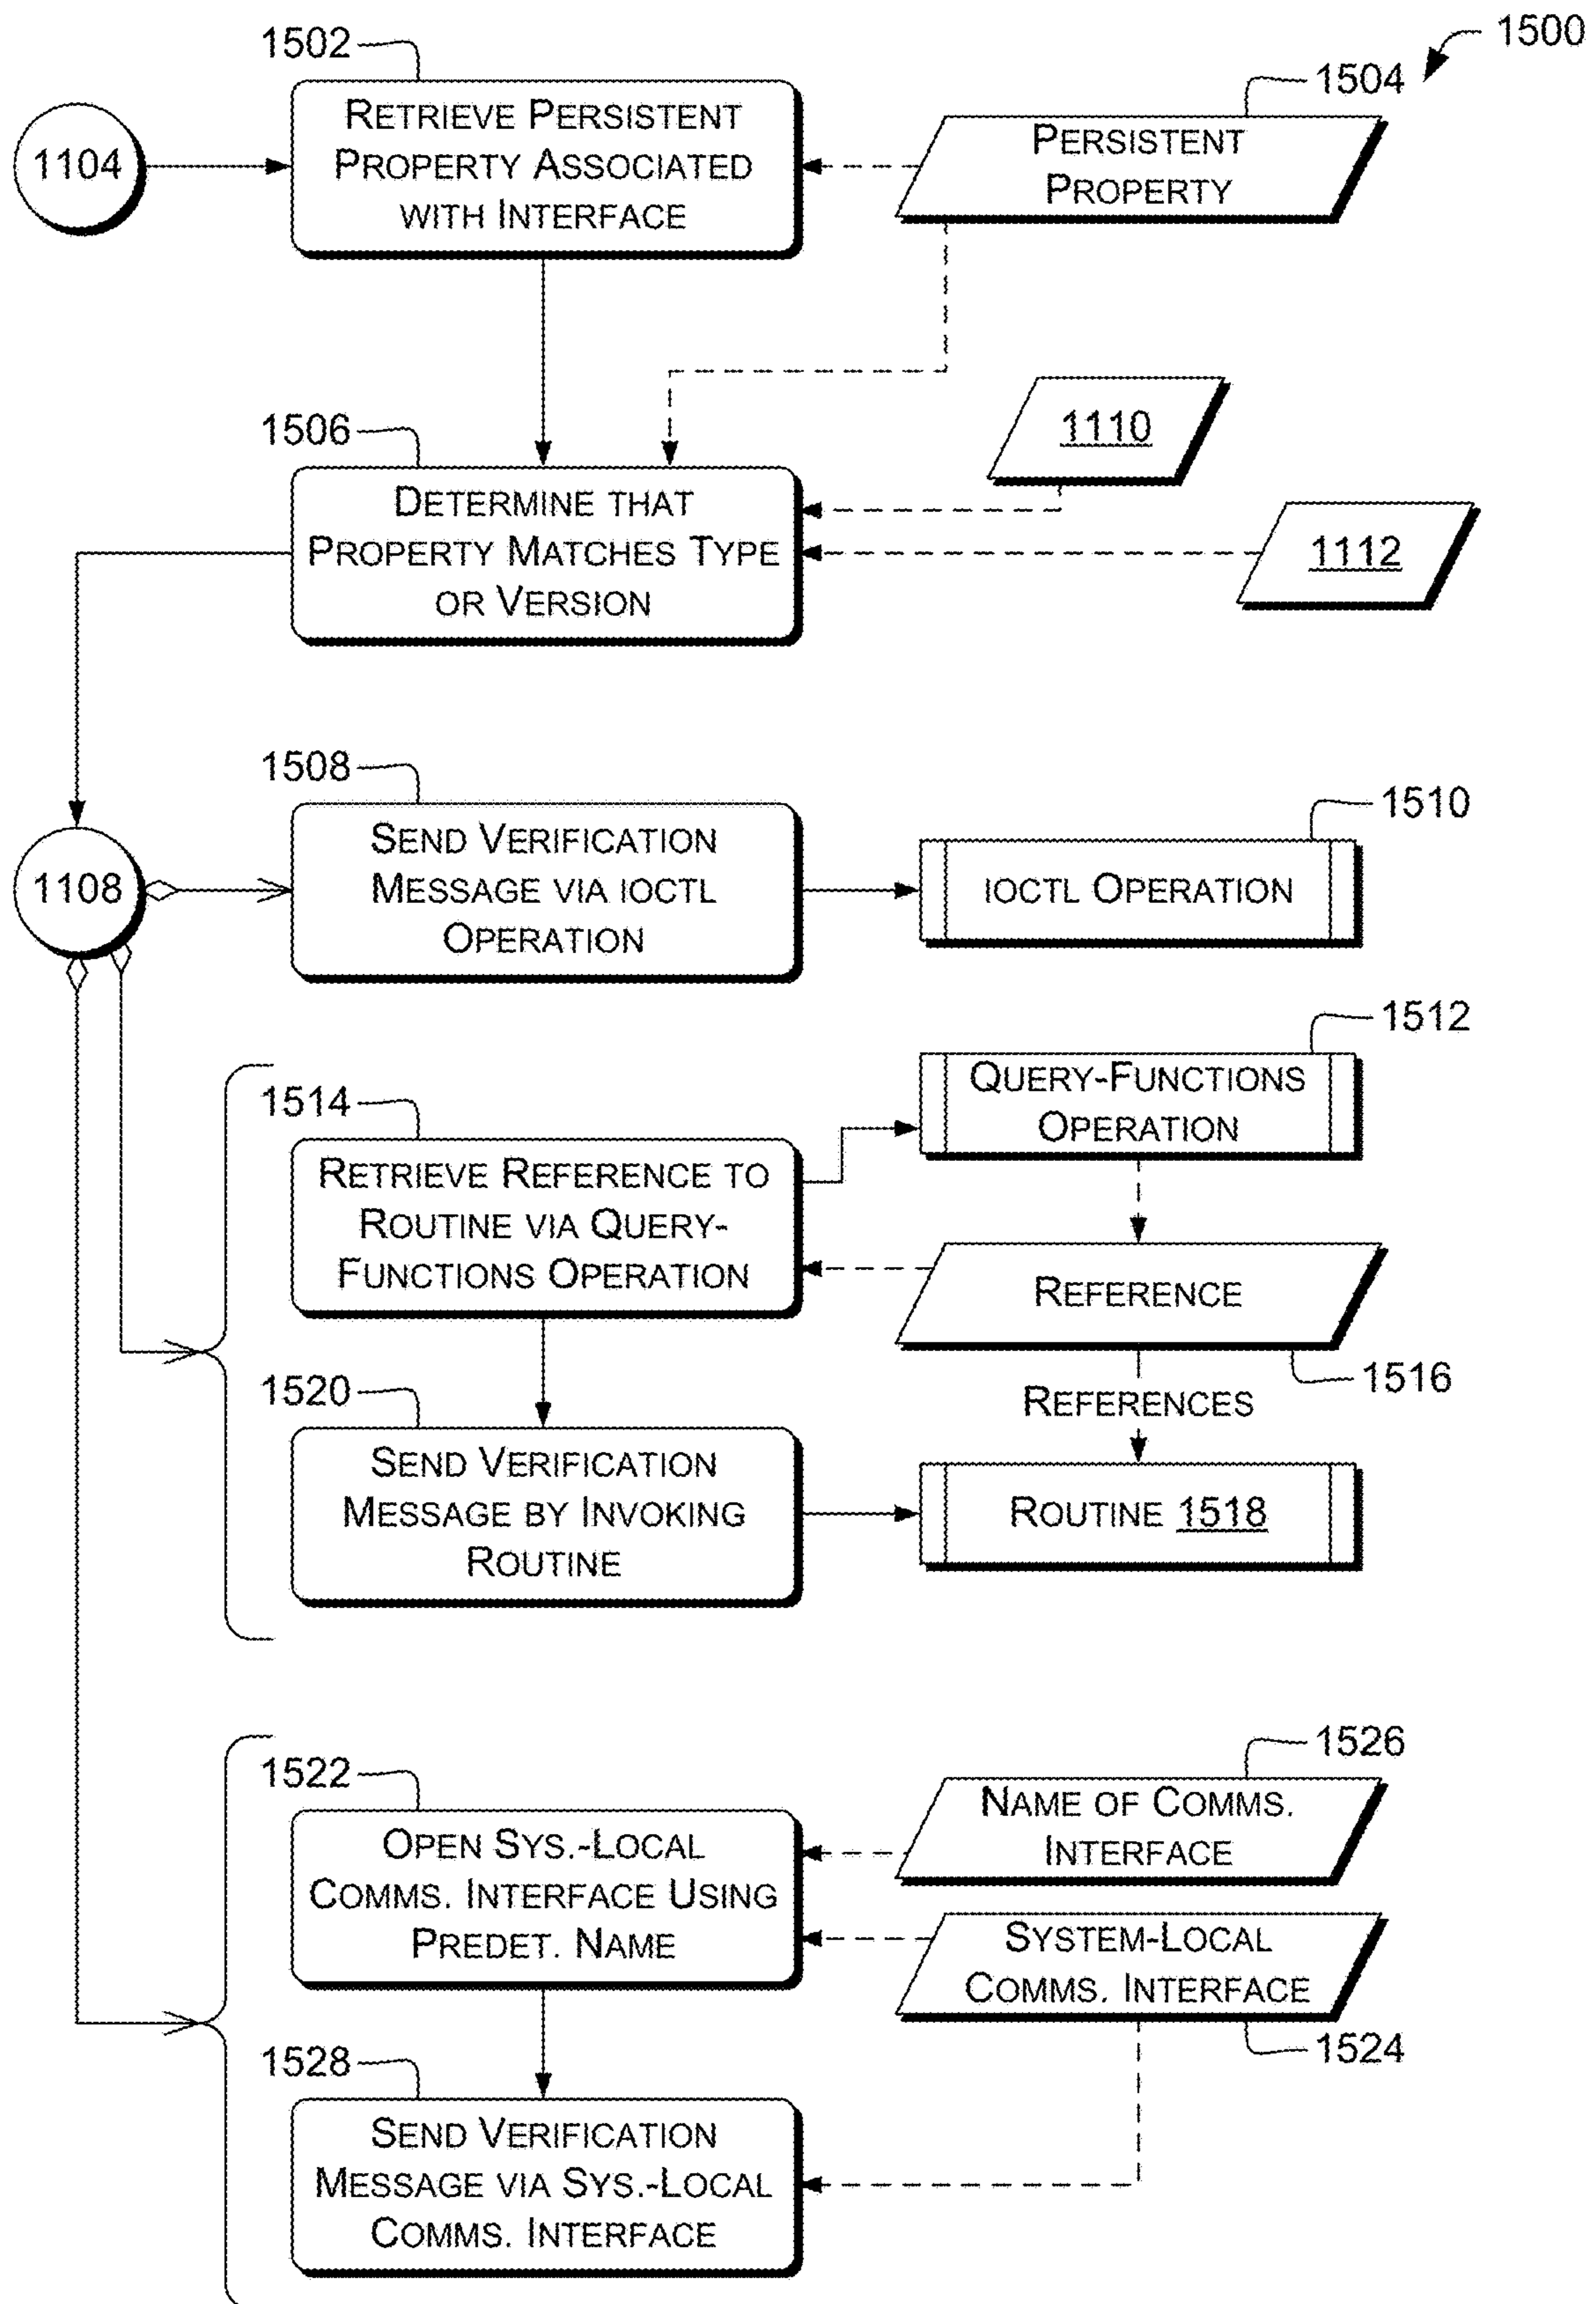 1500
1502
1504
1104
RETRIEVE PERSISTENT
PROPERTY ASSOCIATED
WITH INTERFACE
PERSISTENT
PROPERTY
1110
1506
DETERMINE THAT
PROPERTY MATCHES TYPE
OR VERSION
1112
1508
1108
SEND VERIFICATION
MESSAGE VIA IOCTL
OPERATION
1510
IOCTL OPERATION
1512
QUERY-FUNCTIONS
OPERATION
1514
RETRIEVE REFERENCE TO
ROUTINE VIA QUERY-
FUNCTIONS OPERATION
REFERENCE
1516
REFERENCES
1520
SEND VERIFICATION
MESSAGE BY INVOKING
ROUTINE
ROUTINE 1518
1526
1522
NAME OF COMMS.
INTERFACE
OPEN SYS.-LOCAL
COMMS. INTERFACE USING
PREDET. NAME
SYSTEM-LOCAL
COMMS. INTERFACE
1524
1528
SEND VERIFICATION
MESSAGE VIA SYS.-LOCAL
COMMS. INTERFACE